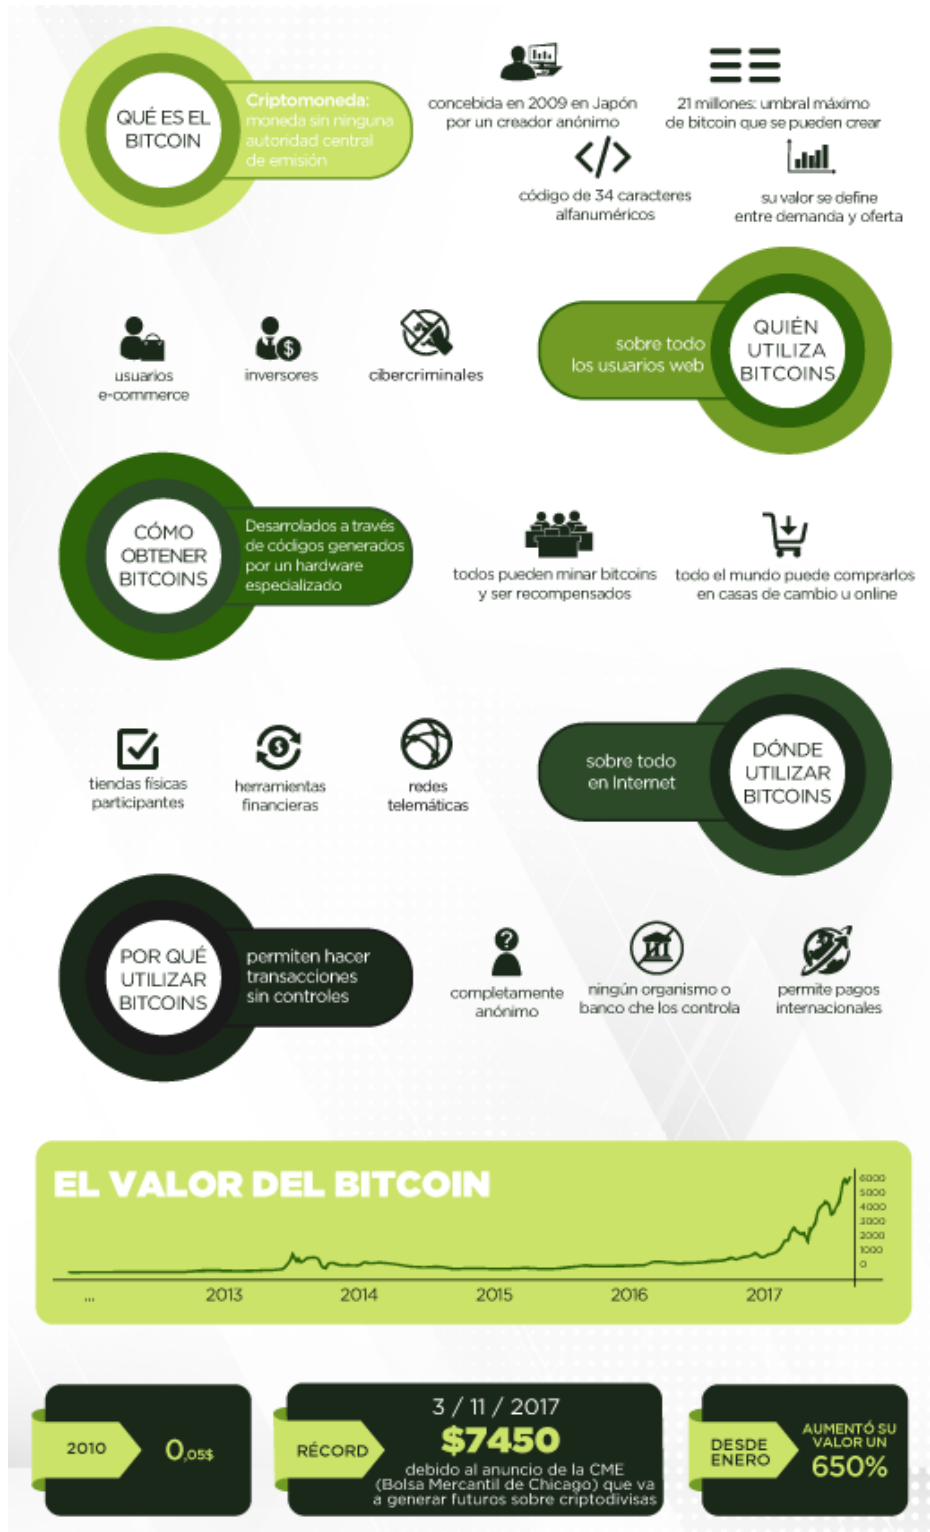 QUÉ ES EL
BITCOIN
Criptomoneda:
moneda sin ninguna
autoridad central
de emisión
concebida en 2009 en Japón
por un creador anónimo
21 millones: umbral máximo
de bitcoin que se pueden crear
código de 34 caracteres
alfanuméricos
su valor se define
entre demanda y oferta
QUIÉN
UTILIZA
BITCOINS
sobre todo
los usuarios web
usuarios
e-commerce
inversores
cibercriminales
CÓMO
OBTENER
BITCOINS
Desarrolados a través
de códigos generados
por un hardware
especializado
todos pueden minar bitcoins
y ser recompensados
todo el mundo puede comprarlos
en casas de cambio u online
DÓNDE
UTILIZAR
BITCOINS
sobre todo
en Internet
tiendas físicas
participantes
herramientas
financieras
redes
telemáticas
POR QUÉ
UTILIZAR
BITCOINS
permiten hacer
transacciones
sin controles
completamente
anónimo
ningún organismo o
banco che los controla
permite pagos
internacionales
EL VALOR DEL BITCOIN
6000
5000
4000
3000
2000
1000
0
... 2013 2014 2015 2016 2017
2010
0,05$
RÉCORD
3 / 11 / 2017
$7450
debido al anuncio de la CME
(Bolsa Mercantil de Chicago) que va
a generar futuros sobre criptodivisas
DESDE
ENERO
AUMENTÓ SU
VALOR UN
650%